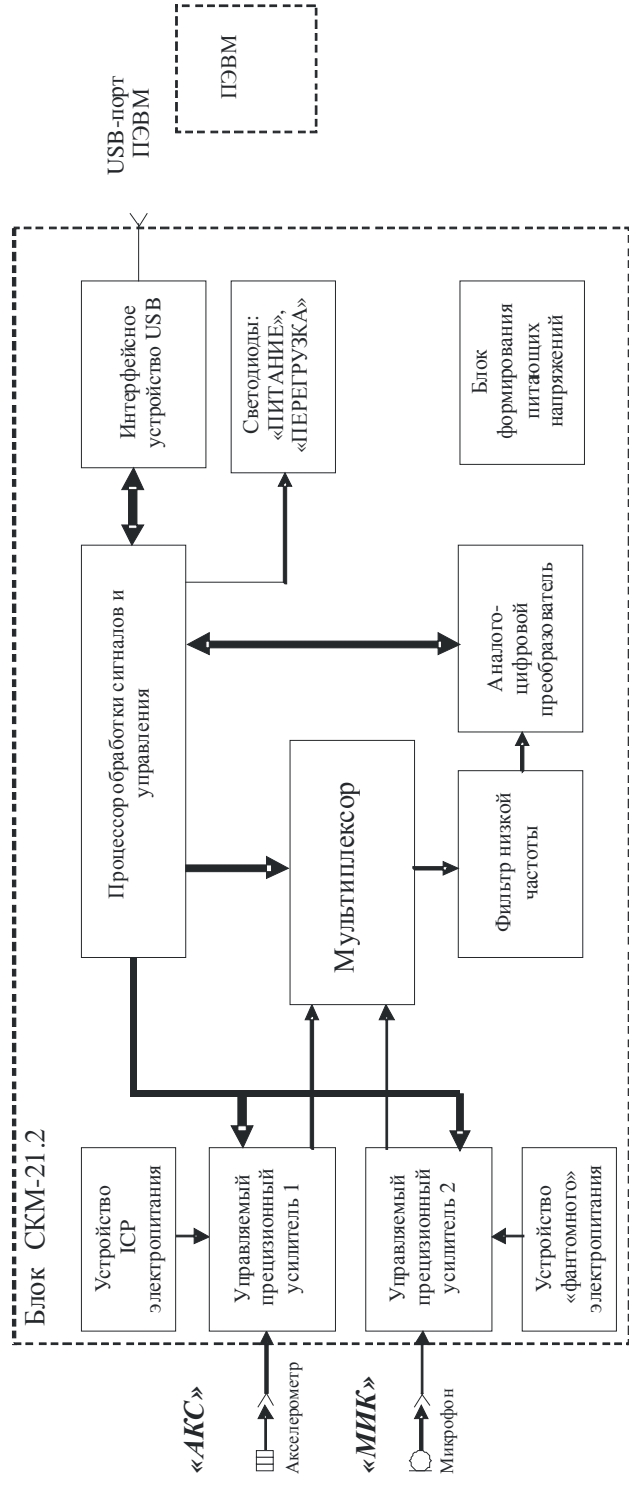 Блок СКМ-21.2
USB-порт
ПЭВМ
ПЭВМ
Устройство
ICP
электропитания
Процессор обработки сигналов и
управления
Интерфейсное
устройство USB
«АКС»
Акселерометр
Управляемый
прецизионный
усилитель 1
Светодиоды:
«ПИТАНИЕ»,
«ПЕРЕГРУЗКА»
Мультиплексор
«МИК»
Микрофон
Управляемый
прецизионный
усилитель 2
Устройство
«фантомного»
электропитания
Фильтр низкой
частоты
Аналого-
цифровой
преобразователь
Блок
формирования
питающих
напряжений